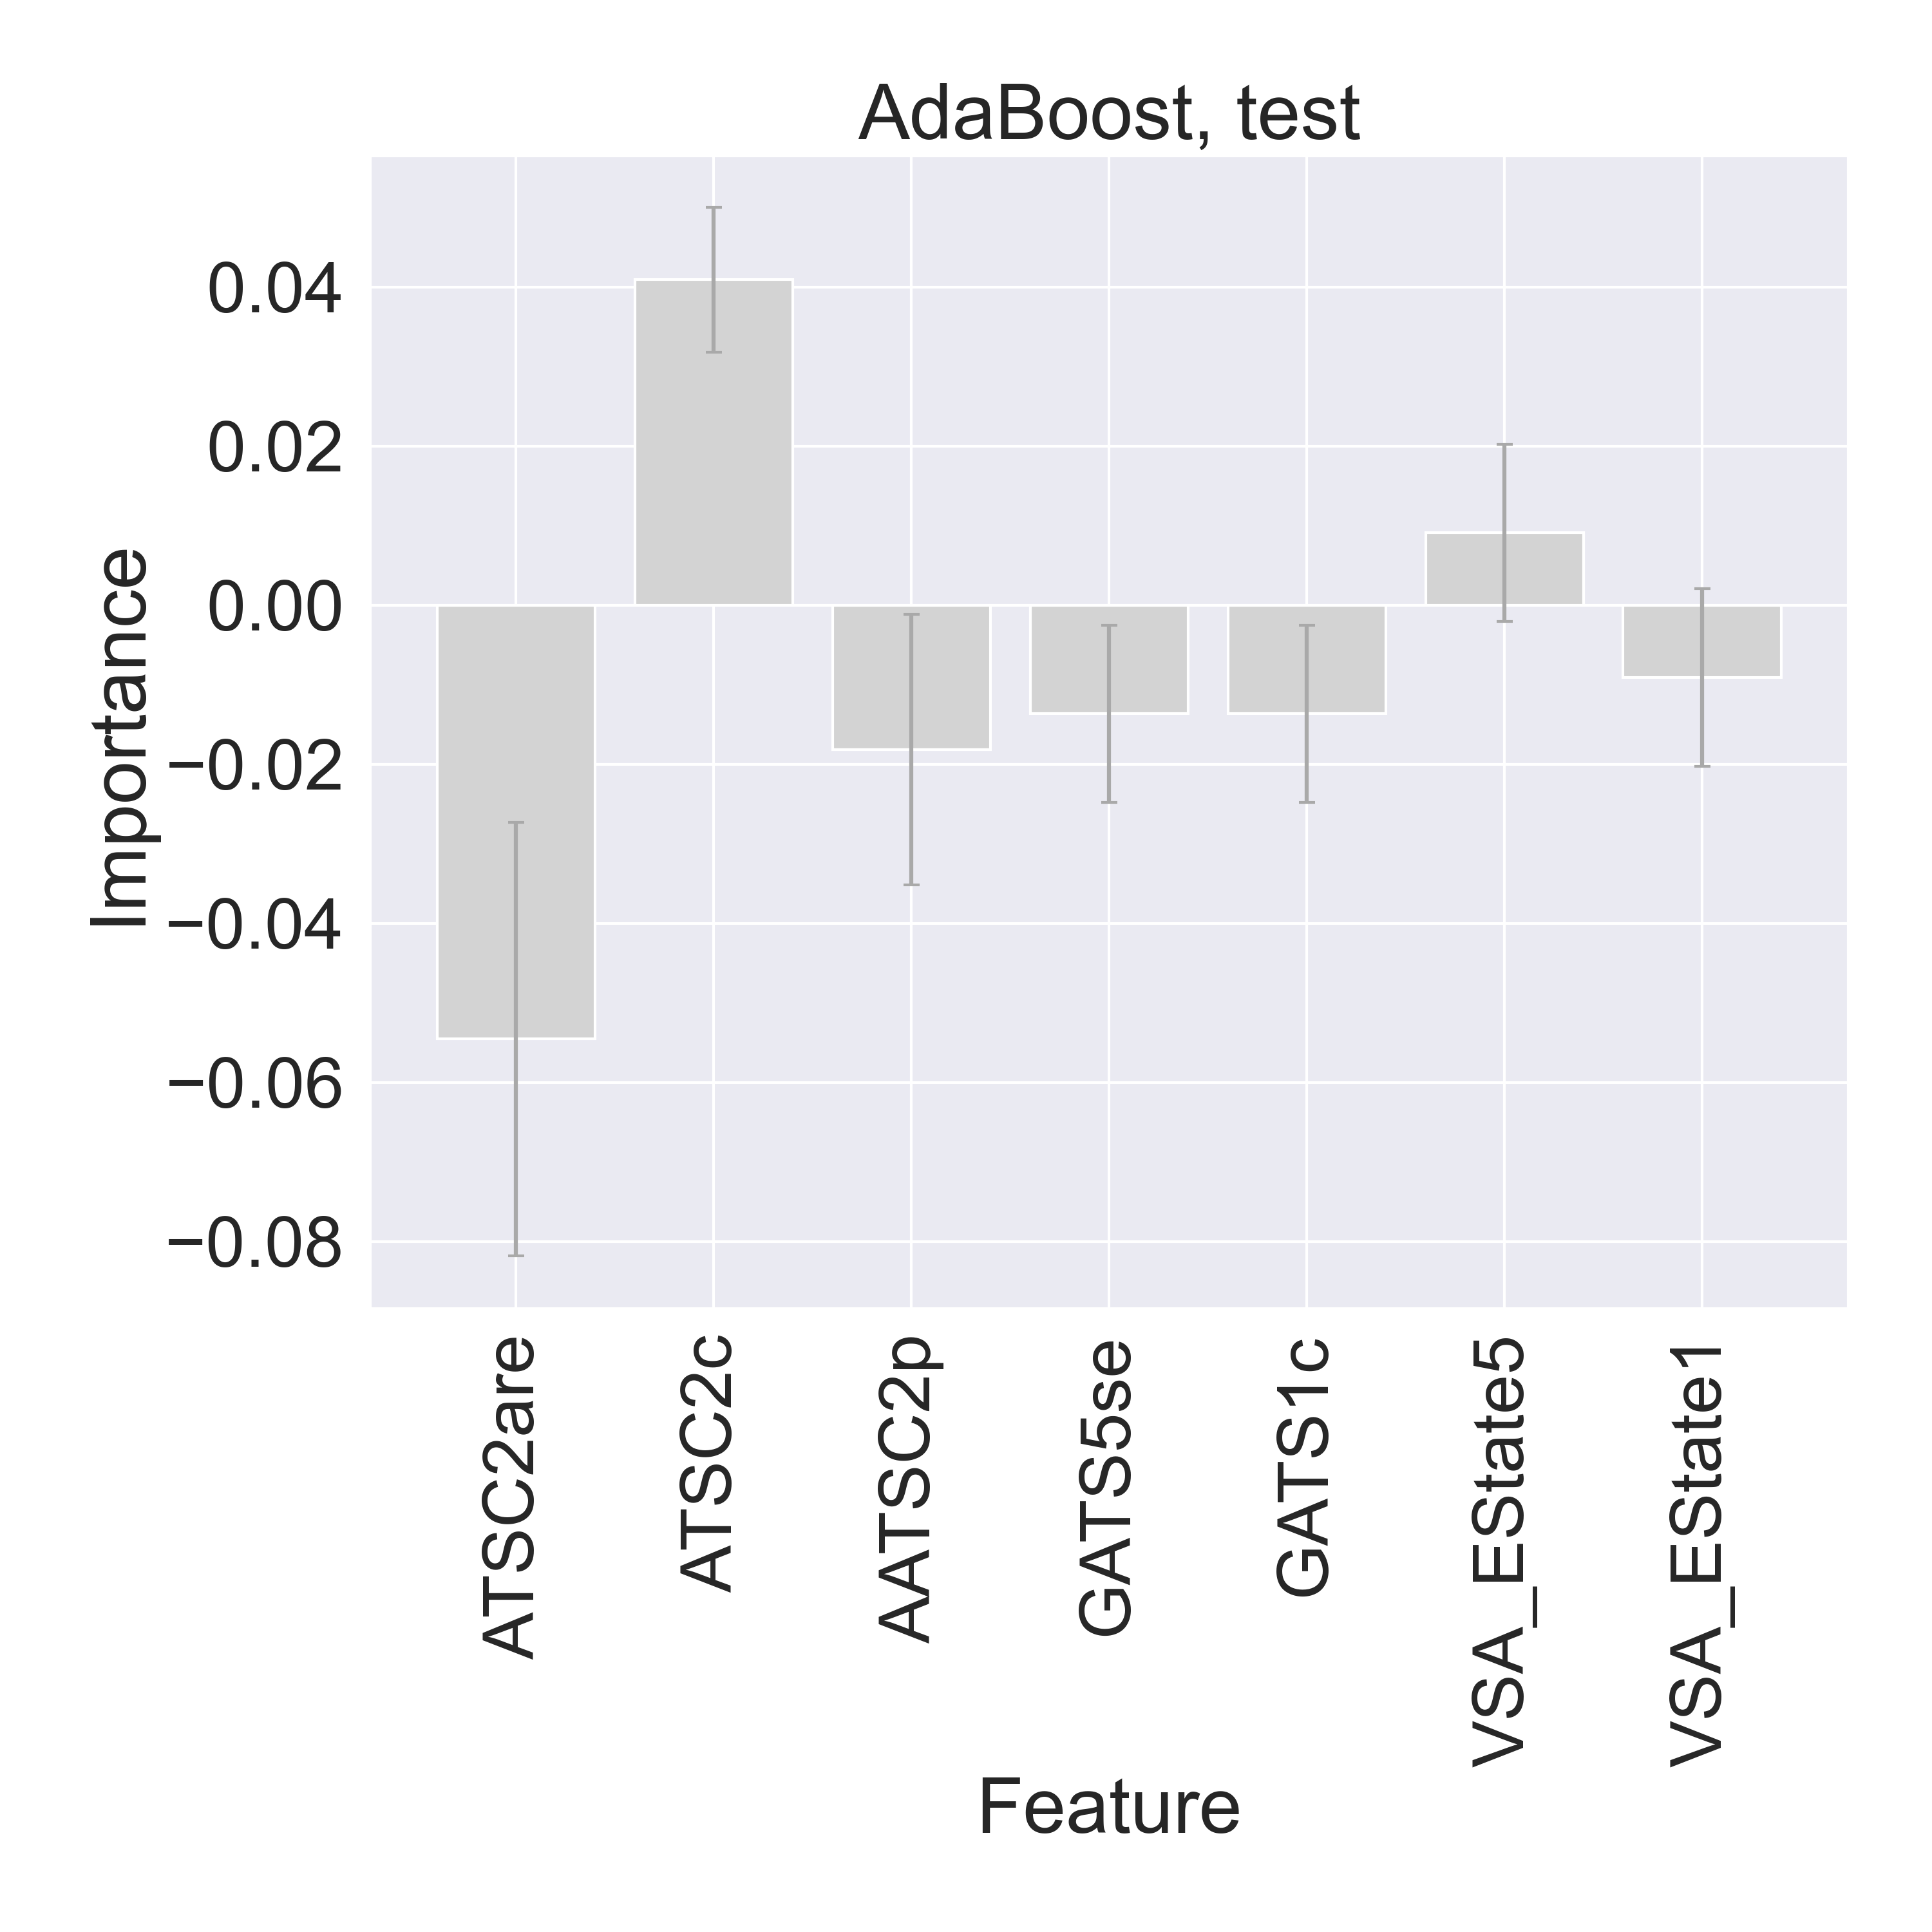 AdaBoost, test
Importance
0.04
0.02
0.00
−0.02
−0.04
−0.06
−0.08
ATSC2are
ATSC2c
AATSC2p
GATS5se
GATS1c
VSA_EState5
VSA_EState1
Feature